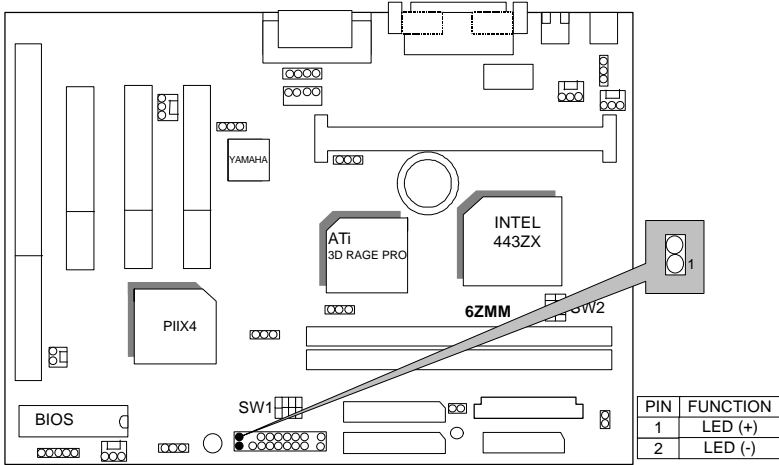 YAMAHA
ATi
3D RAGE PRO
INTEL
443ZX
1
PIIX4
6ZMM
SW2
SW1
BIOS
PIN FUNCTION
1 LED (+)
2 LED (-)